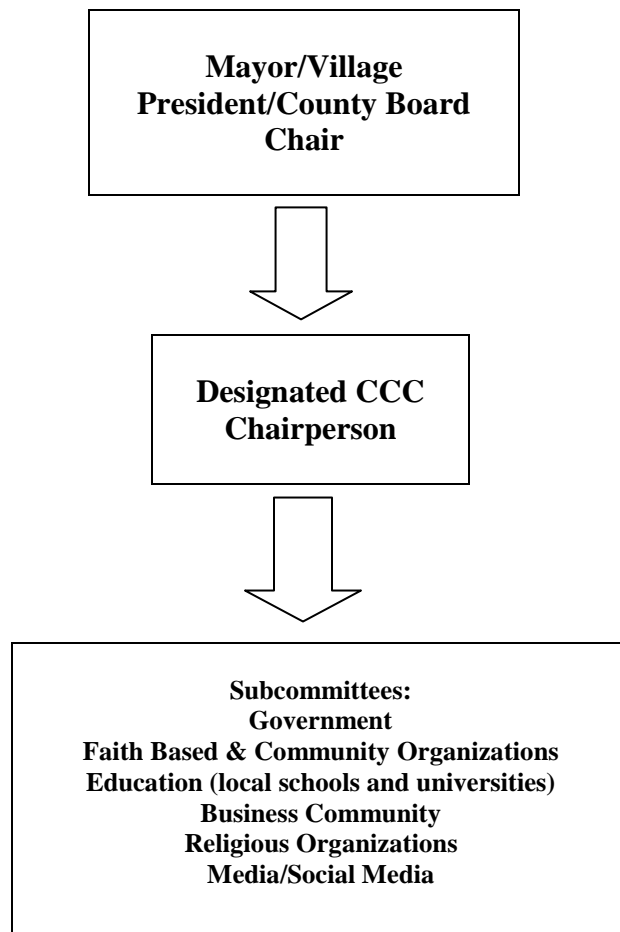 Mayor/Village
President/County Board
Chair
Designated CCC
Chairperson
Subcommittees:
Government
Faith Based & Community Organizations
Education (local schools and universities)
Business Community
Religious Organizations
Media/Social Media